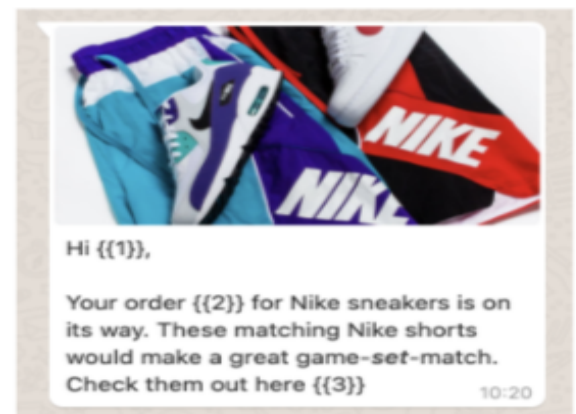 NIKE
NIKE
Hi {{1}},
Your order {{2}} for Nike sneakers is on
its way. These matching Nike shorts
would make a great game-set-match.
Check them out here {{3}}
10:20